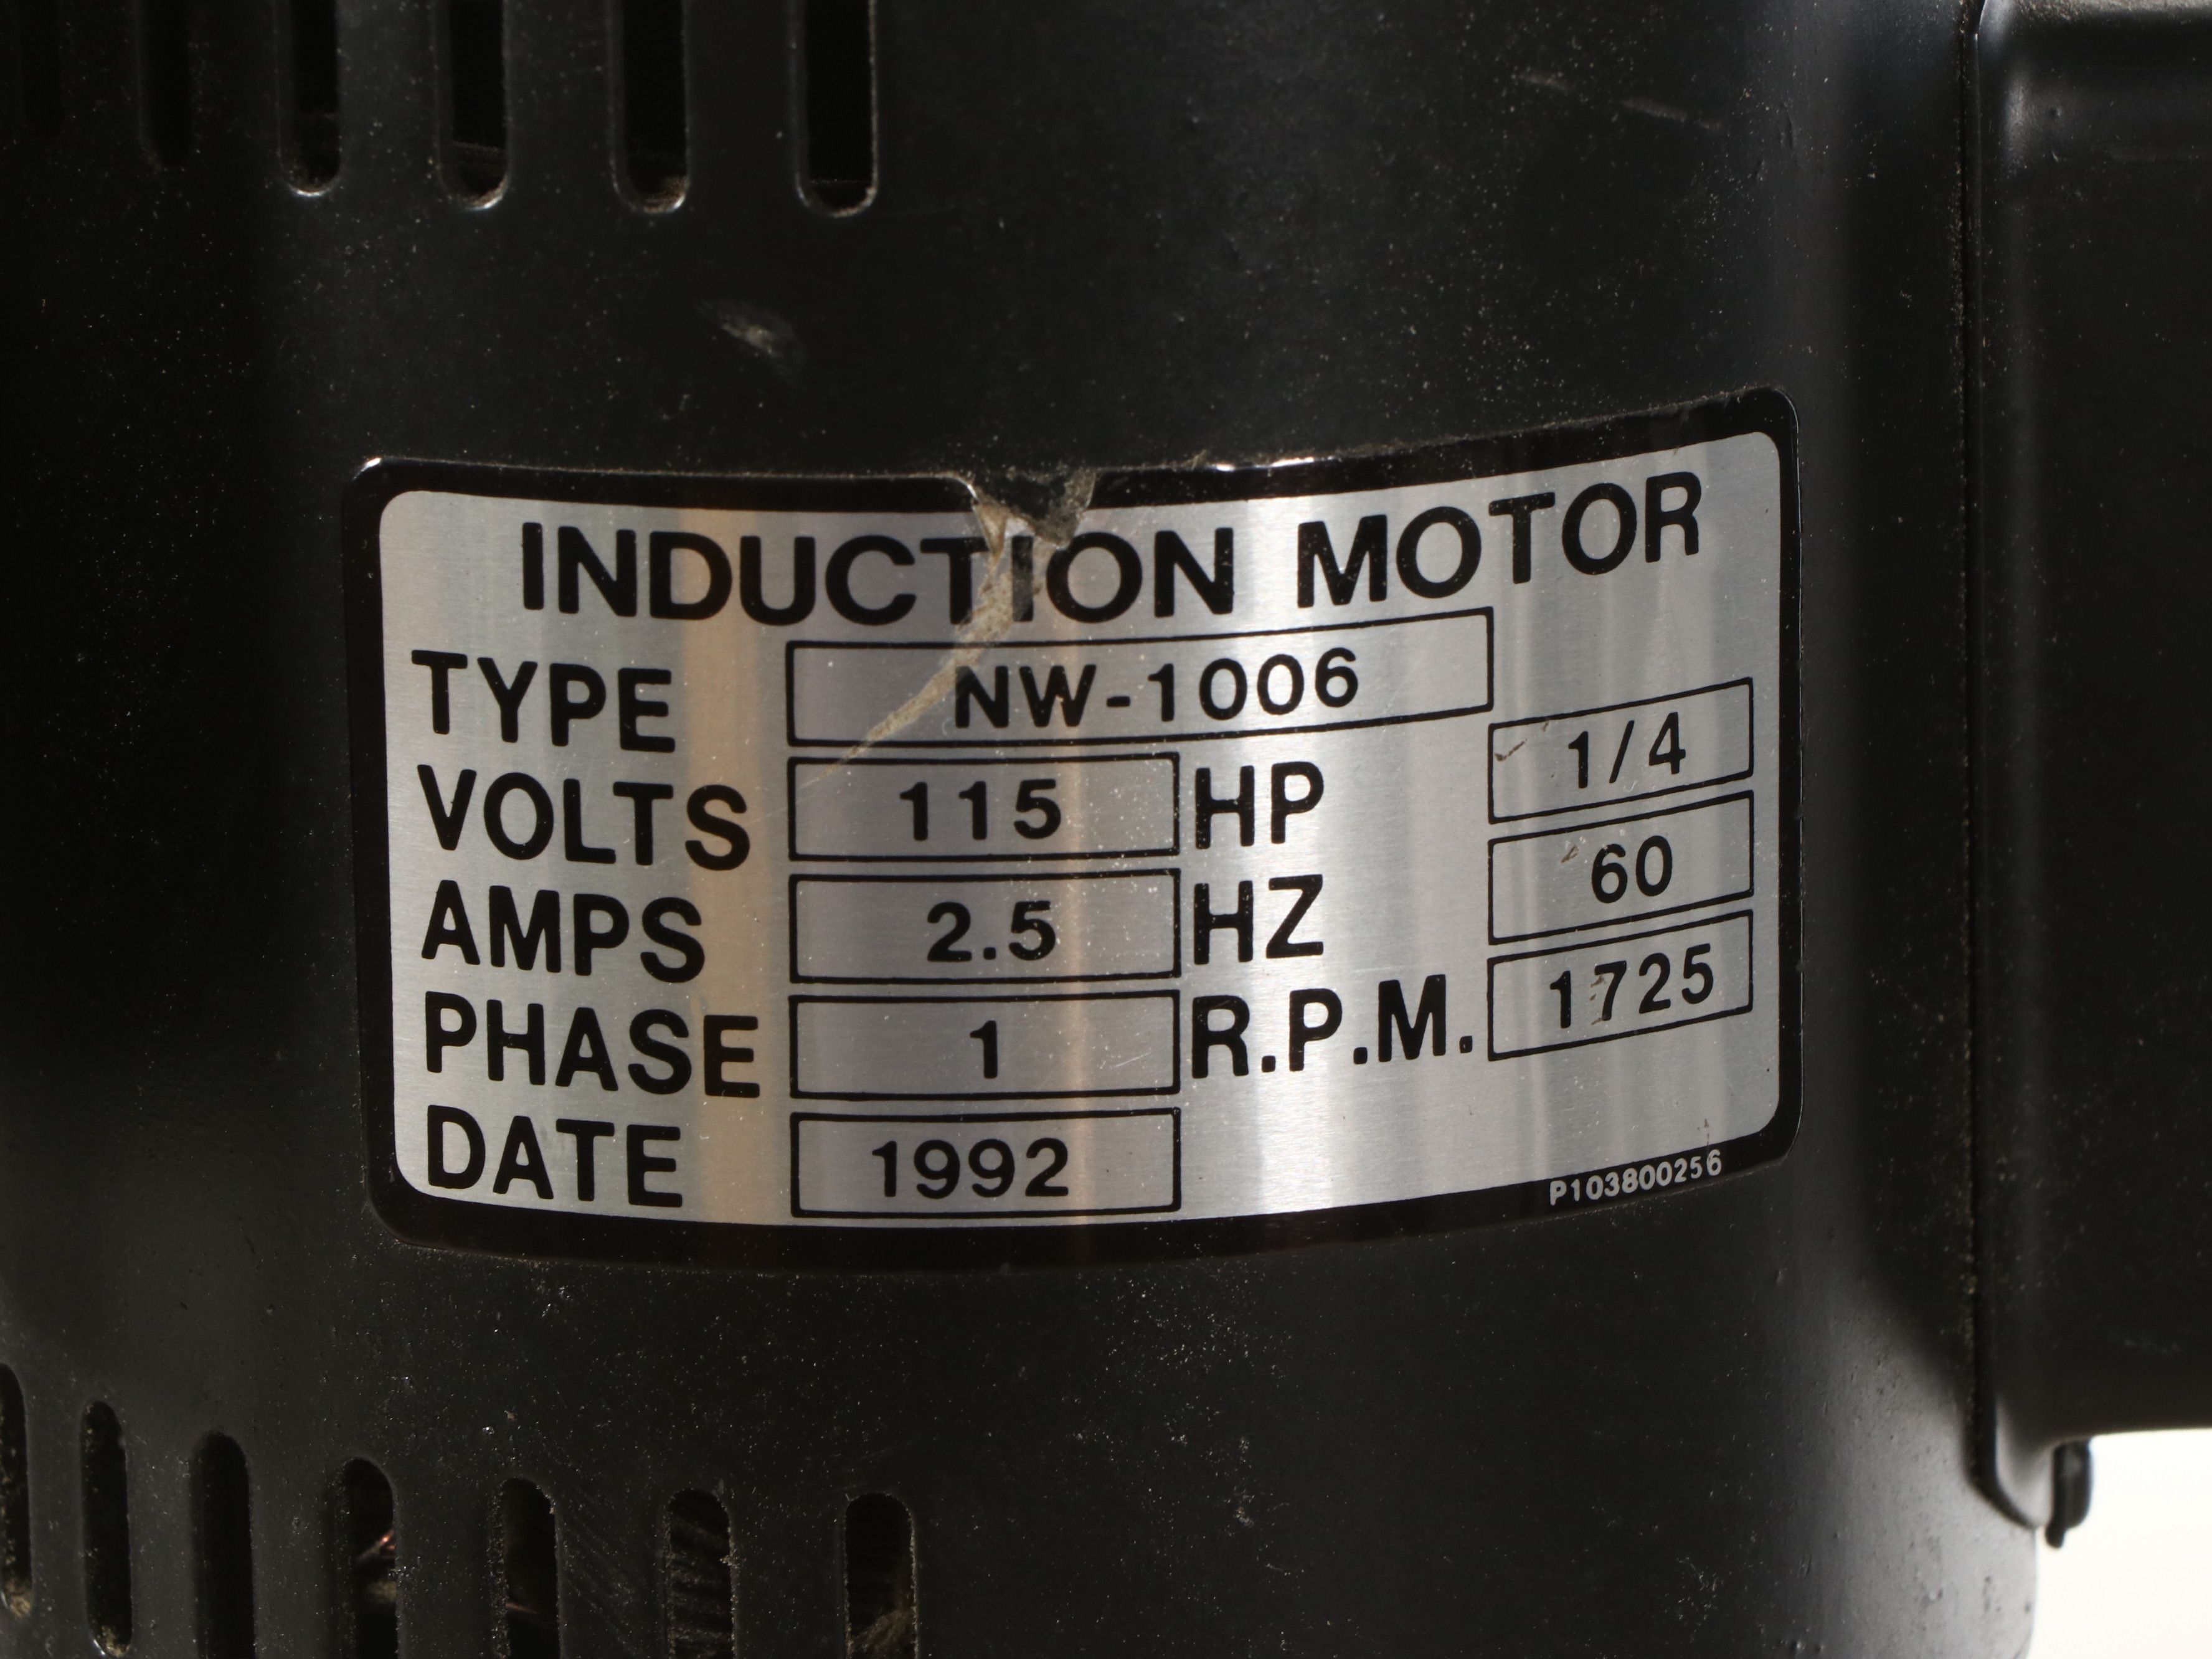 INDUCTION MOTOR
TYPE NW-1006
VOLTS 115 HP 1/4
AMPS 2.5 HZ 60
PHASE 1 R.P.M. 1725
DATE 1992
P103800256